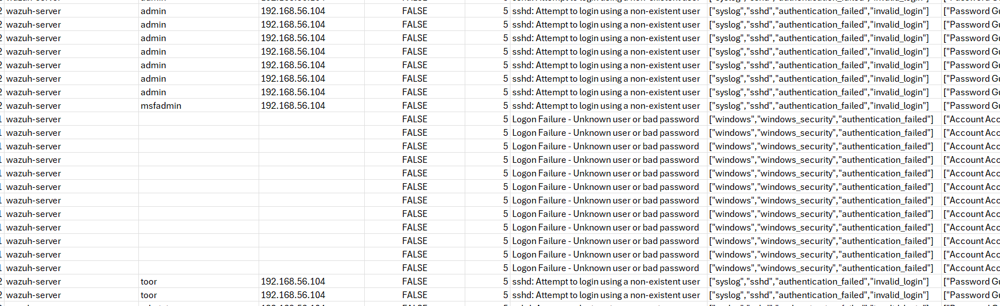 2 wazuh-server admin 192.168.56.104 FALSE 5 sshd: Attempt to login using a non-existent user ["syslog","sshd","authentication_failed","invalid_login"] ["Password Gu
2 wazuh-server admin 192.168.56.104 FALSE 5 sshd: Attempt to login using a non-existent user ["syslog","sshd","authentication_failed","invalid_login"] ["Password Gu
2 wazuh-server admin 192.168.56.104 FALSE 5 sshd: Attempt to login using a non-existent user ["syslog","sshd","authentication_failed","invalid_login"] ["Password Gu
2 wazuh-server admin 192.168.56.104 FALSE 5 sshd: Attempt to login using a non-existent user ["syslog","sshd","authentication_failed","invalid_login"] ["Password Gu
2 wazuh-server admin 192.168.56.104 FALSE 5 sshd: Attempt to login using a non-existent user ["syslog","sshd","authentication_failed","invalid_login"] ["Password Gu
2 wazuh-server admin 192.168.56.104 FALSE 5 sshd: Attempt to login using a non-existent user ["syslog","sshd","authentication_failed","invalid_login"] ["Password Gu
2 wazuh-server admin 192.168.56.104 FALSE 5 sshd: Attempt to login using a non-existent user ["syslog","sshd","authentication_failed","invalid_login"] ["Password Gu
2 wazuh-server msfadmin 192.168.56.104 FALSE 5 sshd: Attempt to login using a non-existent user ["syslog","sshd","authentication_failed","invalid_login"] ["Password Gu
1 wazuh-server FALSE 5 Logon Failure - Unknown user or bad password ["windows","windows_security","authentication_failed"] ["Account Acc
1 wazuh-server FALSE 5 Logon Failure - Unknown user or bad password ["windows","windows_security","authentication_failed"] ["Account Acc
1 wazuh-server FALSE 5 Logon Failure - Unknown user or bad password ["windows","windows_security","authentication_failed"] ["Account Acc
1 wazuh-server FALSE 5 Logon Failure - Unknown user or bad password ["windows","windows_security","authentication_failed"] ["Account Acc
1 wazuh-server FALSE 5 Logon Failure - Unknown user or bad password ["windows","windows_security","authentication_failed"] ["Account Acc
1 wazuh-server FALSE 5 Logon Failure - Unknown user or bad password ["windows","windows_security","authentication_failed"] ["Account Acc
1 wazuh-server FALSE 5 Logon Failure - Unknown user or bad password ["windows","windows_security","authentication_failed"] ["Account Acc
1 wazuh-server FALSE 5 Logon Failure - Unknown user or bad password ["windows","windows_security","authentication_failed"] ["Account Acc
1 wazuh-server FALSE 5 Logon Failure - Unknown user or bad password ["windows","windows_security","authentication_failed"] ["Account Acc
1 wazuh-server FALSE 5 Logon Failure - Unknown user or bad password ["windows","windows_security","authentication_failed"] ["Account Acc
1 wazuh-server FALSE 5 Logon Failure - Unknown user or bad password ["windows","windows_security","authentication_failed"] ["Account Acc
1 wazuh-server FALSE 5 Logon Failure - Unknown user or bad password ["windows","windows_security","authentication_failed"] ["Account Acc
2 wazuh-server toor 192.168.56.104 FALSE 5 sshd: Attempt to login using a non-existent user ["syslog","sshd","authentication_failed","invalid_login"] ["Password Gu
2 wazuh-server toor 192.168.56.104 FALSE 5 sshd: Attempt to login using a non-existent user ["syslog","sshd","authentication_failed","invalid_login"] ["Password Gu